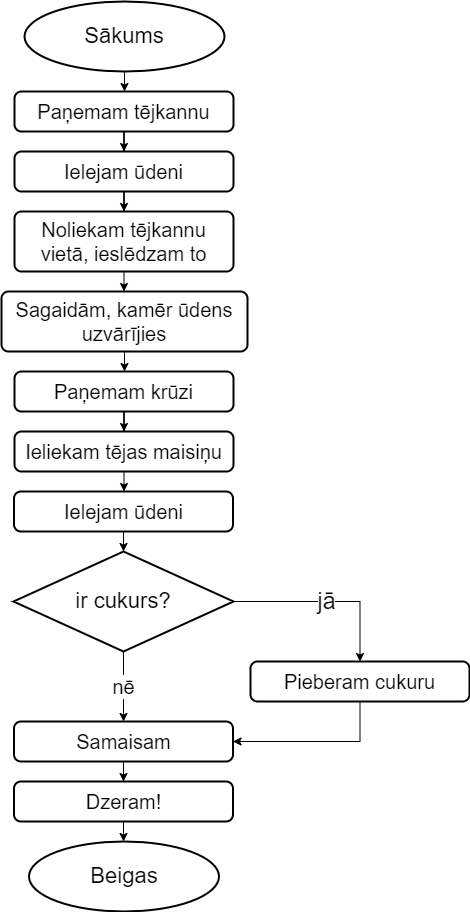 Sākums
Paņemam tējkannu
Ielejam ūdeni
Noliekam tējkannu
vietā, ieslēdzam to
Sagaidām, kamēr ūdens
uzvārījies
Paņemam krūzi
Ieliekam tējas maisiņu
Ielejam ūdeni
ir cukurs?
jā
Pieberam cukuru
nē
Samaisam
Dzeram!
Beigas